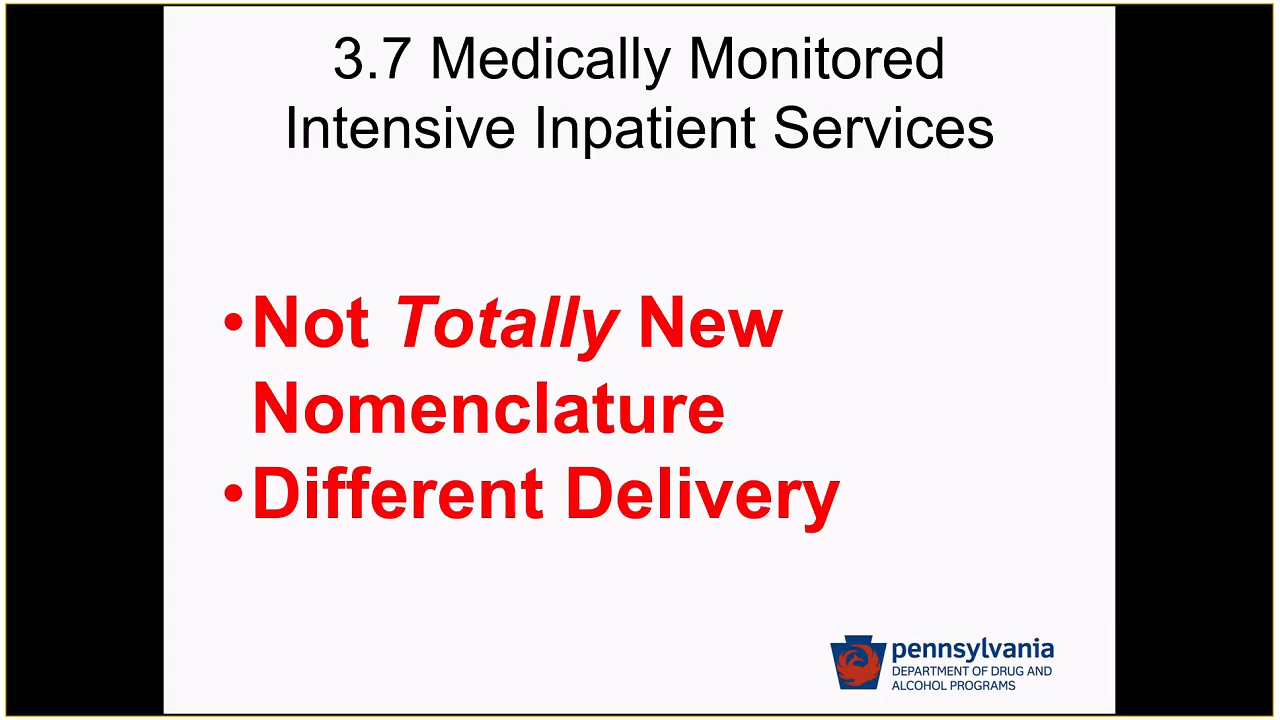 3.7 Medically Monitored
Intensive Inpatient Services
•Not Totally New
Nomenclature
•Different Delivery
pennsylvania
DEPARTMENT OF DRUG AND
ALCOHOL PROGRAMS